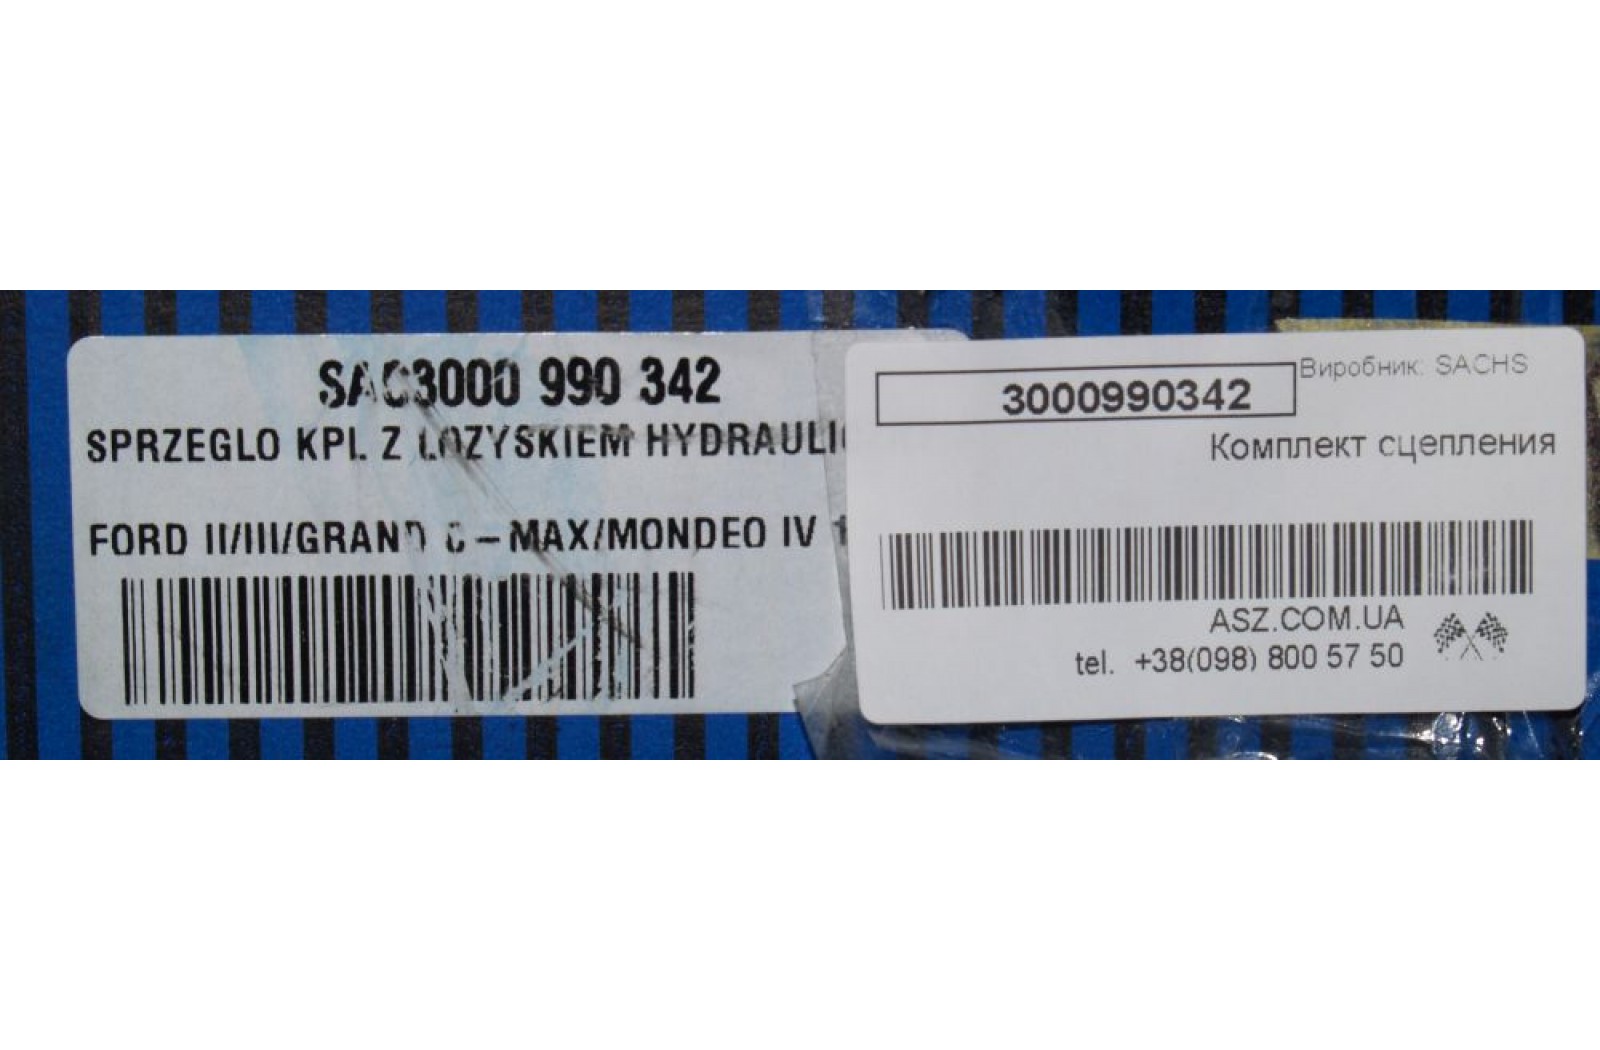 SAC3000 990 342
SPRZEGLO KPL Z LOZYSKIEM HYDRAULI
FORD II/III/GRAND C-MAX/MONDEO IV
3000990342
Виробник: SACHS
Комплект сцепления
ASZ.COM.UA
tel. +38(098) 800 57 50